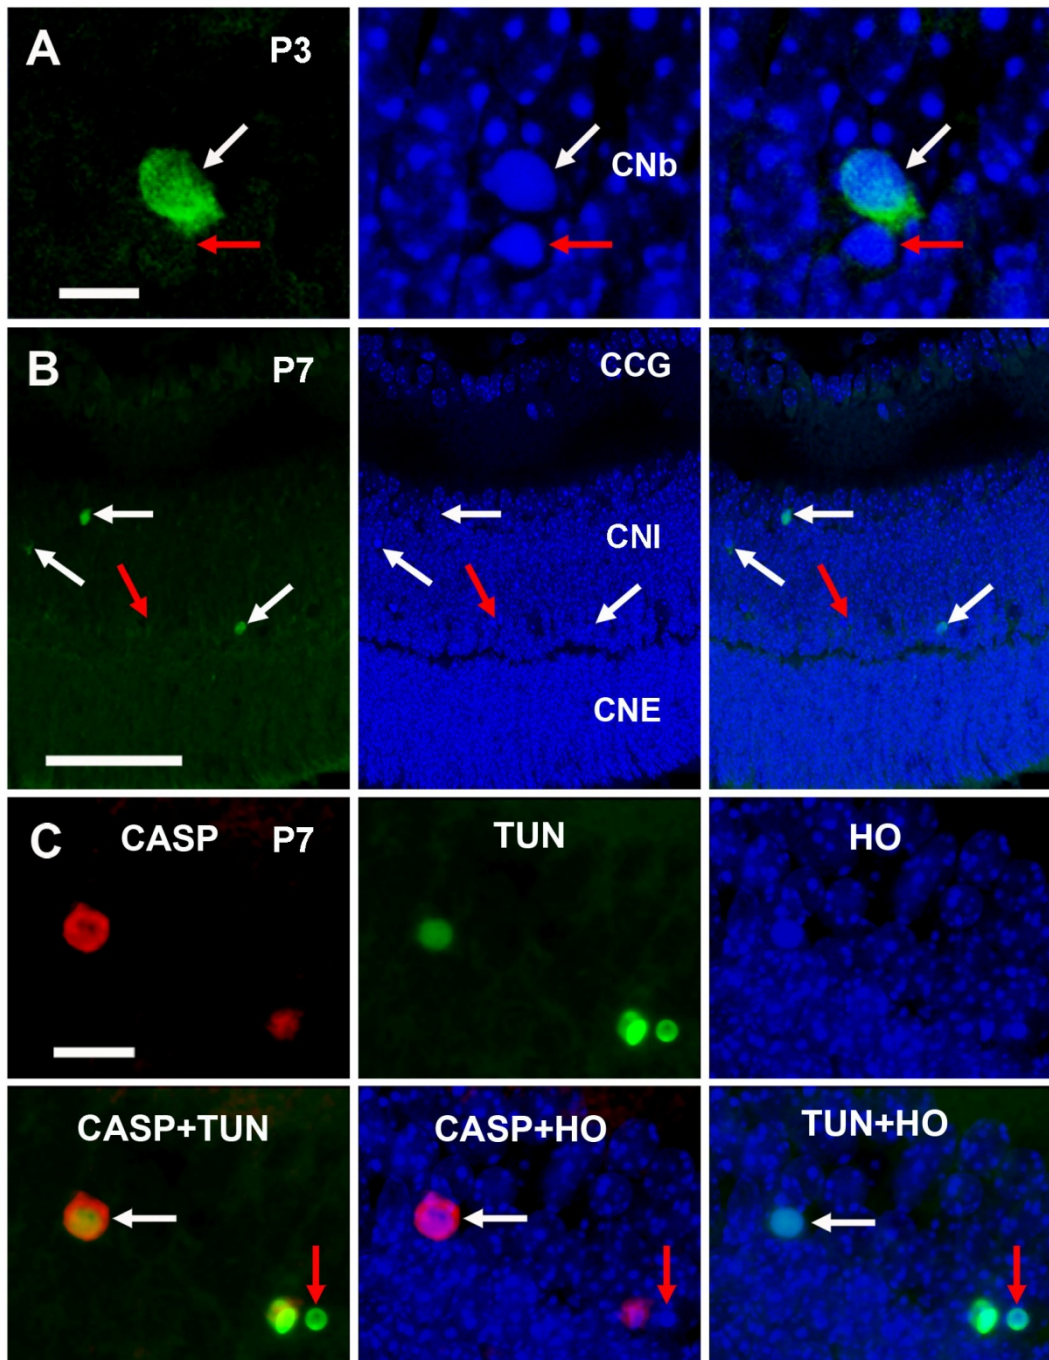 A P3
CNb
B P7
CCG
CNI
CNE
C CASP P7
TUN
HO
CASP+TUN
CASP+HO
TUN+HO